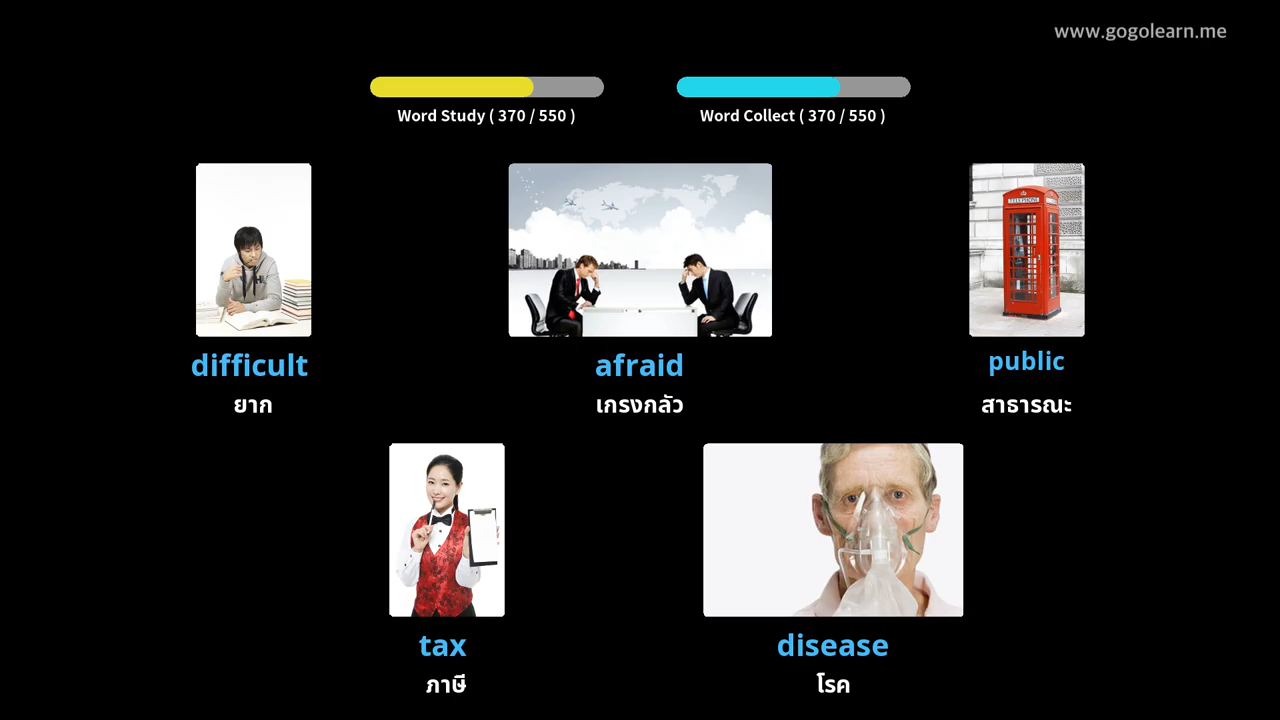 www.gogolearn.me
Word Study ( 370 / 550 )
Word Collect ( 370 / 550 )
TELEPHONE
difficult
afraid
public
ยาก
เกรงกลัว
สาธารณะ
tax
disease
ภาษี
โรค